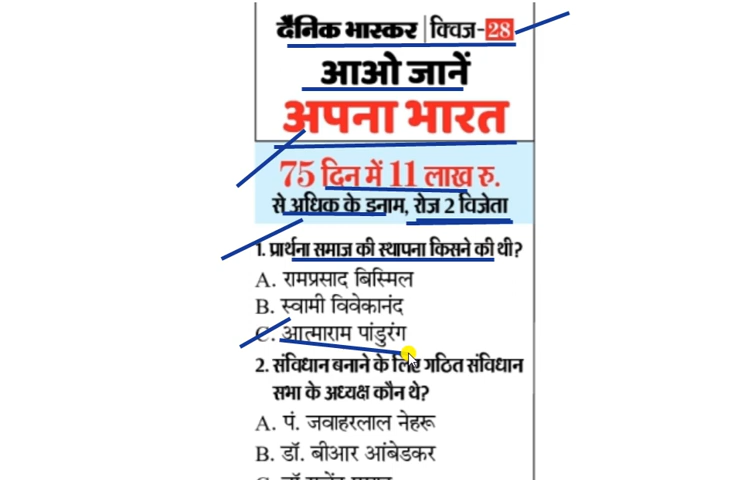 दैनिक भास्कर क्विज-28
आओ जानें
अपना भारत
75 दिन में 11 लाख रु.
से अधिक के इनाम, रोज 2 विजेता
1. प्रार्थना समाज की स्थापना किसने की थी?
A. रामप्रसाद बिस्मिल
B. स्वामी विवेकानंद
C. आत्माराम पांडुरंग
2. संविधान बनाने के लिए गठित संविधान
सभा के अध्यक्ष कौन थे?
A. पं. जवाहरलाल नेहरू
B. डॉ. बीआर आंबेडकर